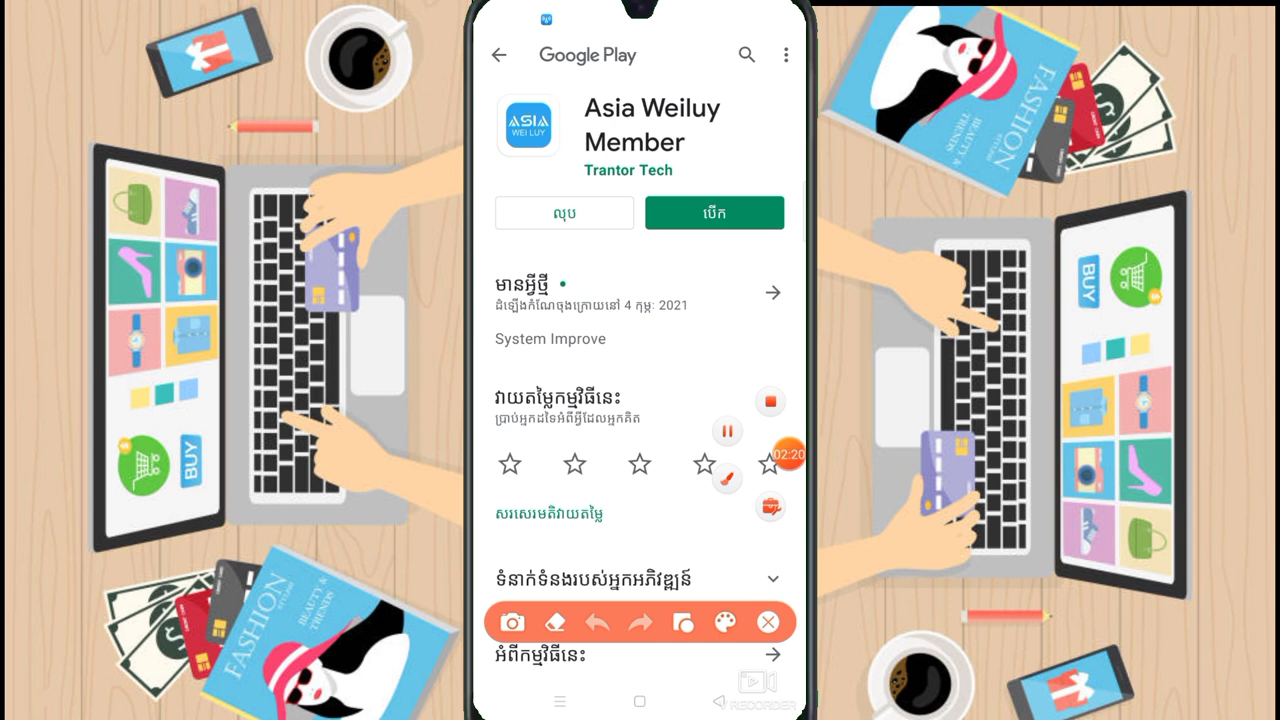 Google Play
ASIA
WEI LUY
Asia Weiluy
Member
Trantor Tech
លុប
បើក
មានអ្វីថ្មី
ដំឡើងកំណែចុងក្រោយនៅ 4 កុម្ភៈ 2021
System Improve
វាយតម្លៃកម្មវិធីនេះ
ប្រាប់អ្នកដទៃអំពីអ្វីដែលអ្នកគិត
02:20
សរសេរមតិវាយតម្លៃ
ទំនាក់ទំនងរបស់អ្នកអភិវឌ្ឍន៍
អំពីកម្មវិធីនេះ
RECORDER
BUY
FASHION
BEAUTY &
TRENDS
FASHION
BEAUTY &
TRENDS
BUY